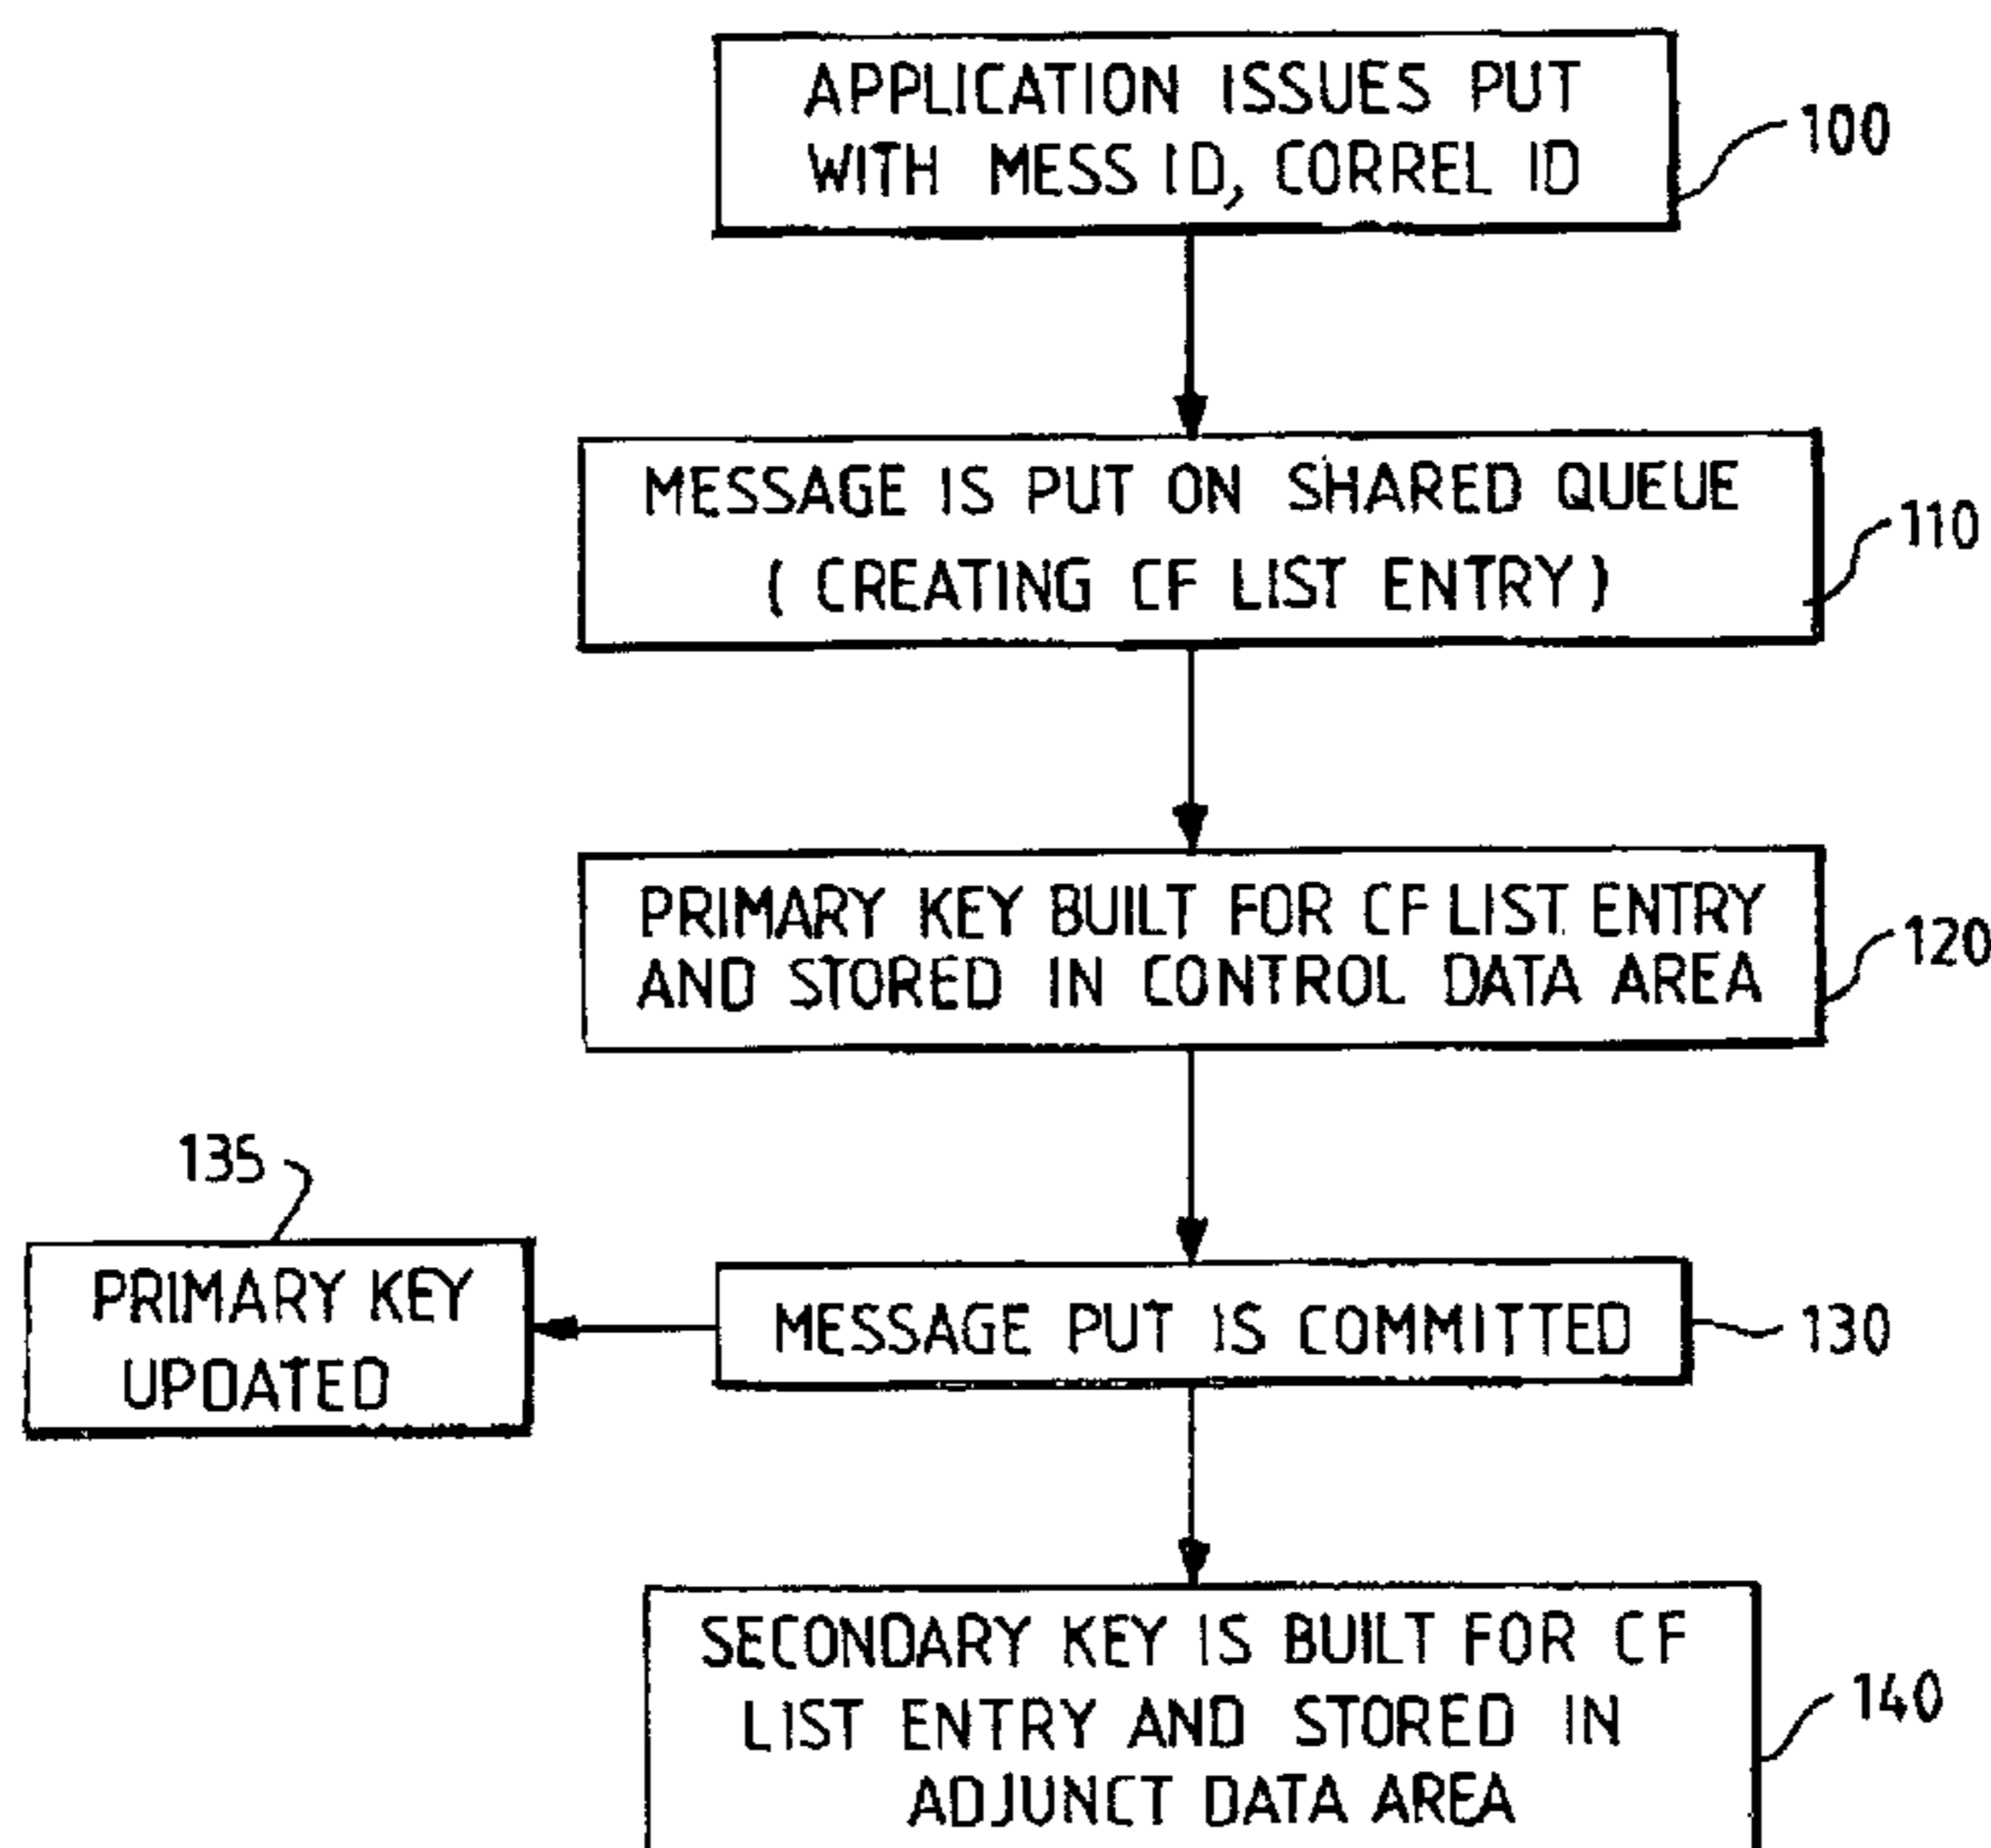 APPLICATION ISSUES PUT
WITH MESS ID, CORREL ID
100
MESSAGE IS PUT ON SHARED QUEUE
( CREATING CF LIST ENTRY )
110
PRIMARY KEY BUILT FOR CF LIST ENTRY
AND STORED IN CONTROL DATA AREA
120
135
PRIMARY KEY
UPDATED
MESSAGE PUT IS COMMITTED
130
SECONDARY KEY IS BUILT FOR CF
LIST ENTRY AND STORED IN
ADJUNCT DATA AREA
140